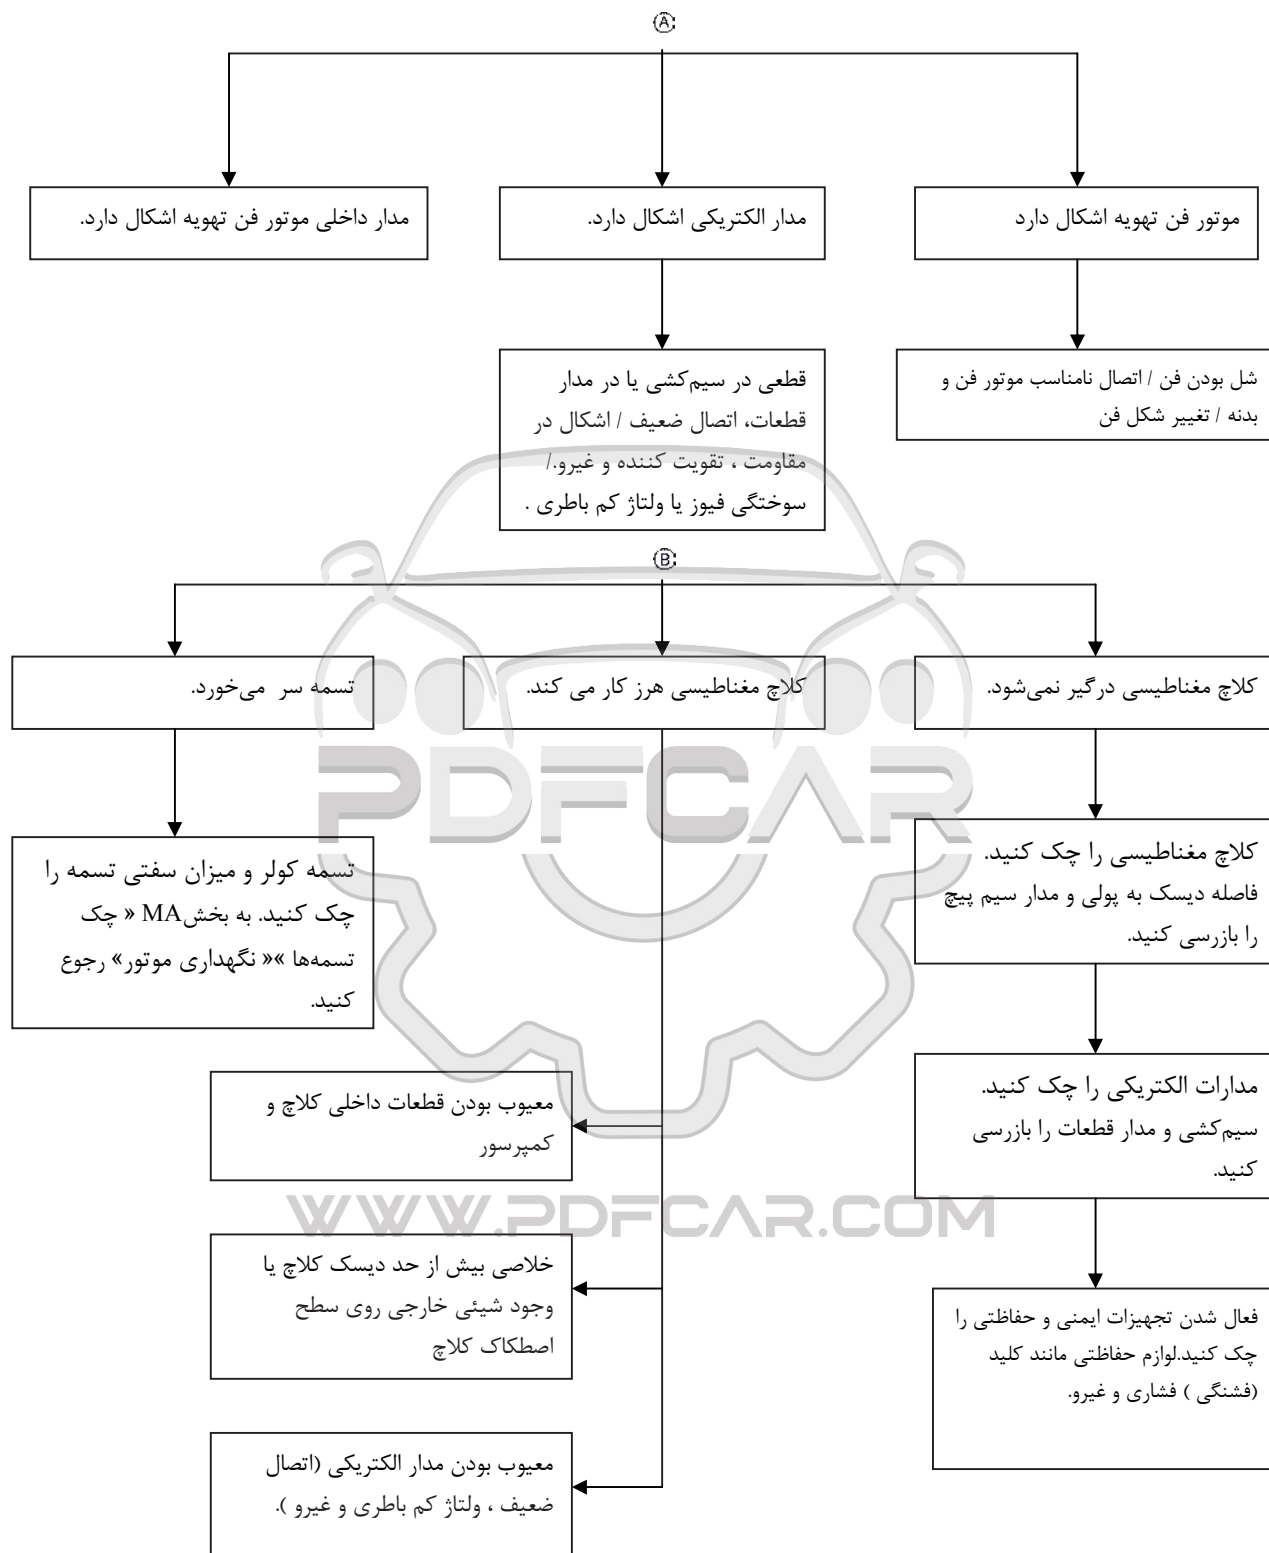 Ⓐ:
موتور فن تهویه اشکال دارد
مدار الکتریکی اشکال دارد.
مدار داخلی موتور فن تهویه اشکال دارد.
شل بودن فن / اتصال نامناسب موتور فن و
بدنه / تغییر شکل فن
قطعی در سیم‌کشی یا در مدار
قطعات، اتصال ضعیف / اشکال در
مقاومت ، تقویت کننده و غیرو./
سوختگی فیوز یا ولتاژ کم باطری .
Ⓑ:
کلاچ مغناطیسی درگیر نمی‌شود.
کلاچ مغناطیسی هرز کار می کند.
تسمه سر می‌خورد.
کلاچ مغناطیسی را چک کنید.
فاصله دیسک به پولی و مدار سیم پیچ
را بازرسی کنید.
تسمه کولر و میزان سفتی تسمه را
چک کنید. به بخشMA « چک
تسمه‌ها »« نگهداری موتور» رجوع
کنید.
مدارات الکتریکی را چک کنید.
سیم‌کشی و مدار قطعات را بازرسی
کنید.
معیوب بودن قطعات داخلی کلاچ و
کمپرسور
خلاصی بیش از حد دیسک کلاچ یا
وجود شیئی خارجی روی سطح
اصطکاک کلاچ
فعال شدن تجهیزات ایمنی و حفاظتی را
چک کنید.لوازم حفاظتی مانند کلید
(فشنگی ) فشاری و غیرو.
معیوب بودن مدار الکتریکی (اتصال
ضعیف ، ولتاژ کم باطری و غیرو ).
PDFCAR
WWW.PDFCAR.COM